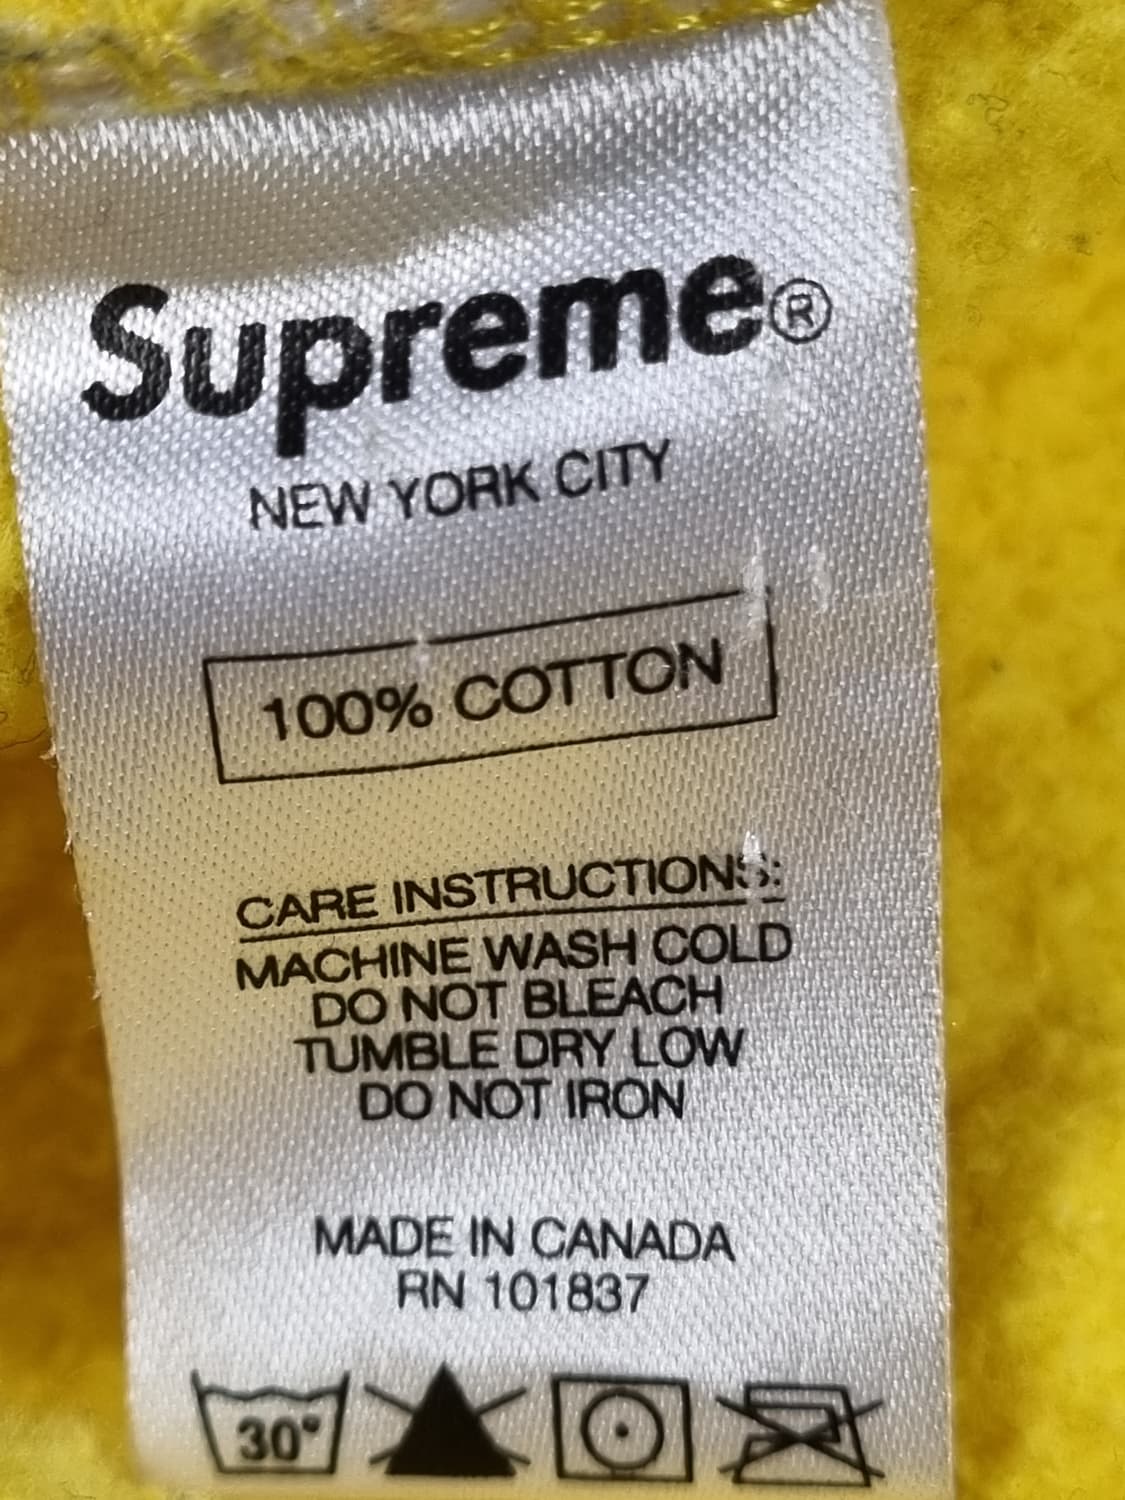 Supreme®
NEW YORK CITY
100% COTTON
CARE INSTRUCTIONS:
MACHINE WASH COLD
DO NOT BLEACH
TUMBLE DRY LOW
DO NOT IRON
MADE IN CANADA
RN 101837
30°